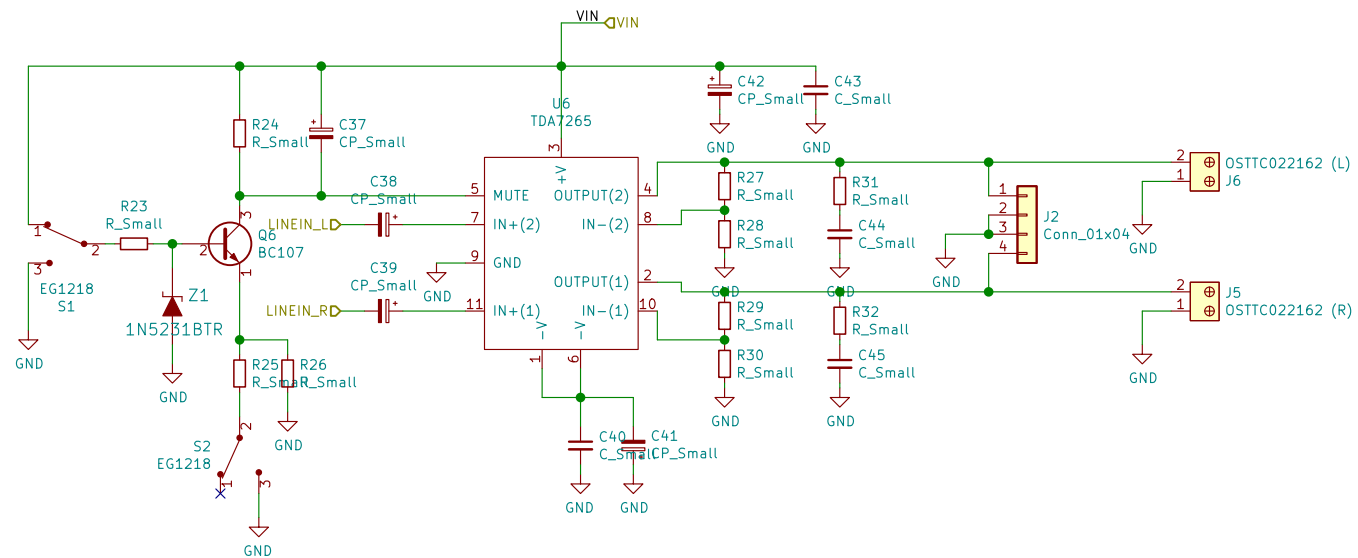 VIN
VIN
C42
CP_Small
C43
C_Small
GND
GND
R24
R_Small
C37
CP_Small
U6
TDA7265
3
+V
5
MUTE
OUTPUT(2)
4
7
IN+(2)
IN-(2)
8
9
GND
OUTPUT(1)
2
11
IN+(1)
IN-(1)
10
-V
-V
1
6
C38
CP_Small
LINEIN_L
GND
C39
CP_Small
LINEIN_R
R23
R_Small
1
2
3
EG1218
S1
GND
2
3
1
Q6
BC107
Z1
1N5231BTR
GND
R25
R_Small
R26
R_Small
GND
S2
EG1218
2
1
3
GND
C40
C_Small
C41
CP_Small
GND
GND
R27
R_Small
R28
R_Small
GND
R31
R_Small
C44
C_Small
GND
R29
R_Small
R30
R_Small
GND
R32
R_Small
C45
C_Small
GND
1
2
3
4
J2
Conn_01x04
GND
2
1
OSTTC022162 (L)
J6
GND
2
1
J5
OSTTC022162 (R)
GND